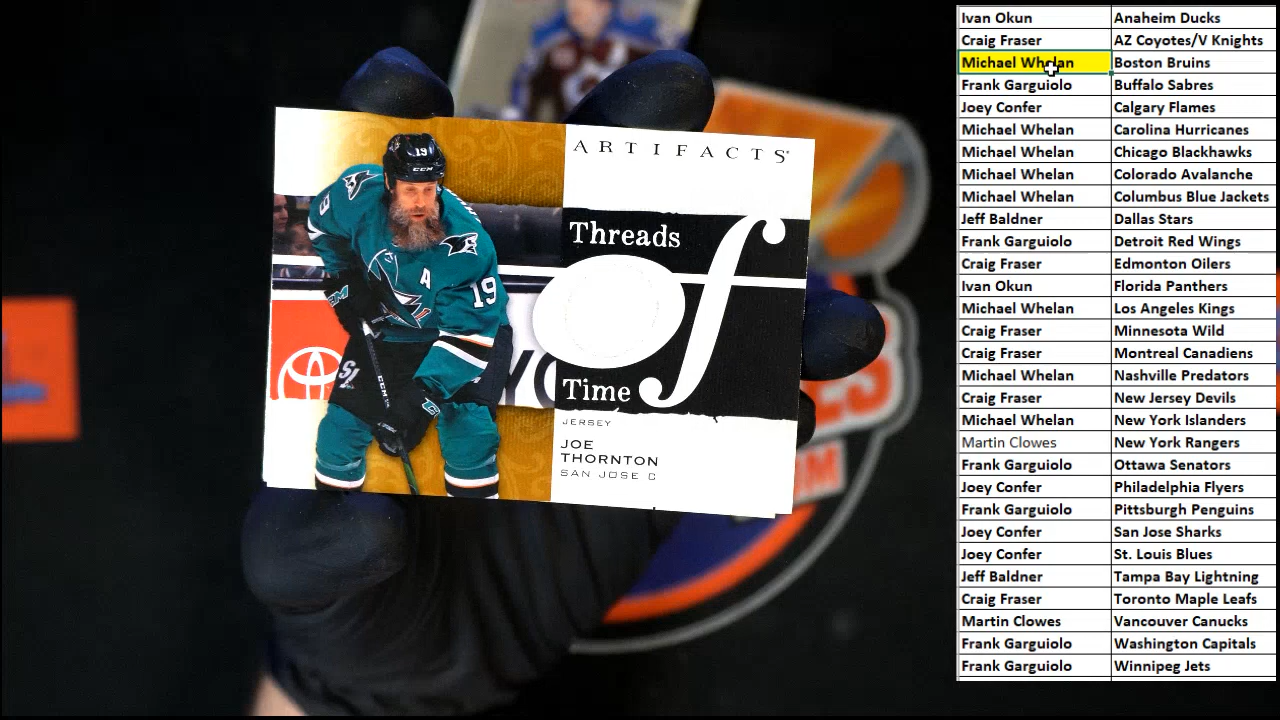 ARTIFACTS
Threads
of
Time
JERSEY
JOE
THORNTON
SAN JOSE C
19
19
A
19
CCM
Ivan Okun Anaheim Ducks
Craig Fraser AZ Coyotes/V Knights
Michael Whelan Boston Bruins
Frank Garguiolo Buffalo Sabres
Joey Confer Calgary Flames
Michael Whelan Carolina Hurricanes
Michael Whelan Chicago Blackhawks
Michael Whelan Colorado Avalanche
Michael Whelan Columbus Blue Jackets
Jeff Baldner Dallas Stars
Frank Garguiolo Detroit Red Wings
Craig Fraser Edmonton Oilers
Ivan Okun Florida Panthers
Michael Whelan Los Angeles Kings
Craig Fraser Minnesota Wild
Craig Fraser Montreal Canadiens
Michael Whelan Nashville Predators
Craig Fraser New Jersey Devils
Michael Whelan New York Islanders
Martin Clowes New York Rangers
Frank Garguiolo Ottawa Senators
Joey Confer Philadelphia Flyers
Frank Garguiolo Pittsburgh Penguins
Joey Confer San Jose Sharks
Joey Confer St. Louis Blues
Jeff Baldner Tampa Bay Lightning
Craig Fraser Toronto Maple Leafs
Martin Clowes Vancouver Canucks
Frank Garguiolo Washington Capitals
Frank Garguiolo Winnipeg Jets